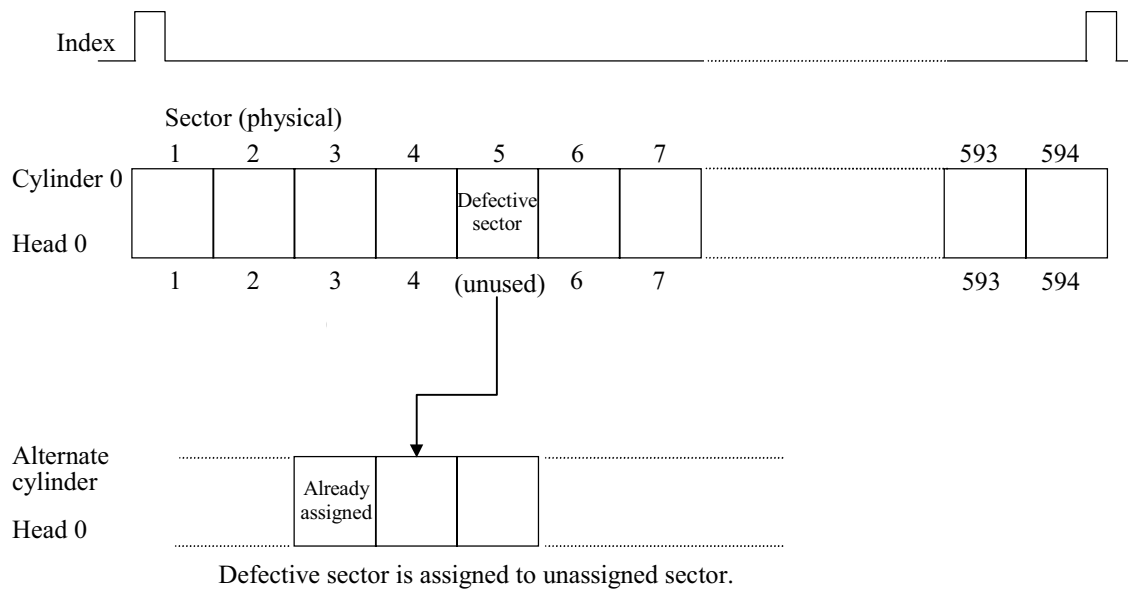 Index
Sector (physical)
1 2 3 4 5 6 7 593 594
Cylinder 0
Defective
sector
Head 0
1 2 3 4 (unused) 6 7 593 594
Alternate
cylinder
Already
assigned
Head 0
Defective sector is assigned to unassigned sector.